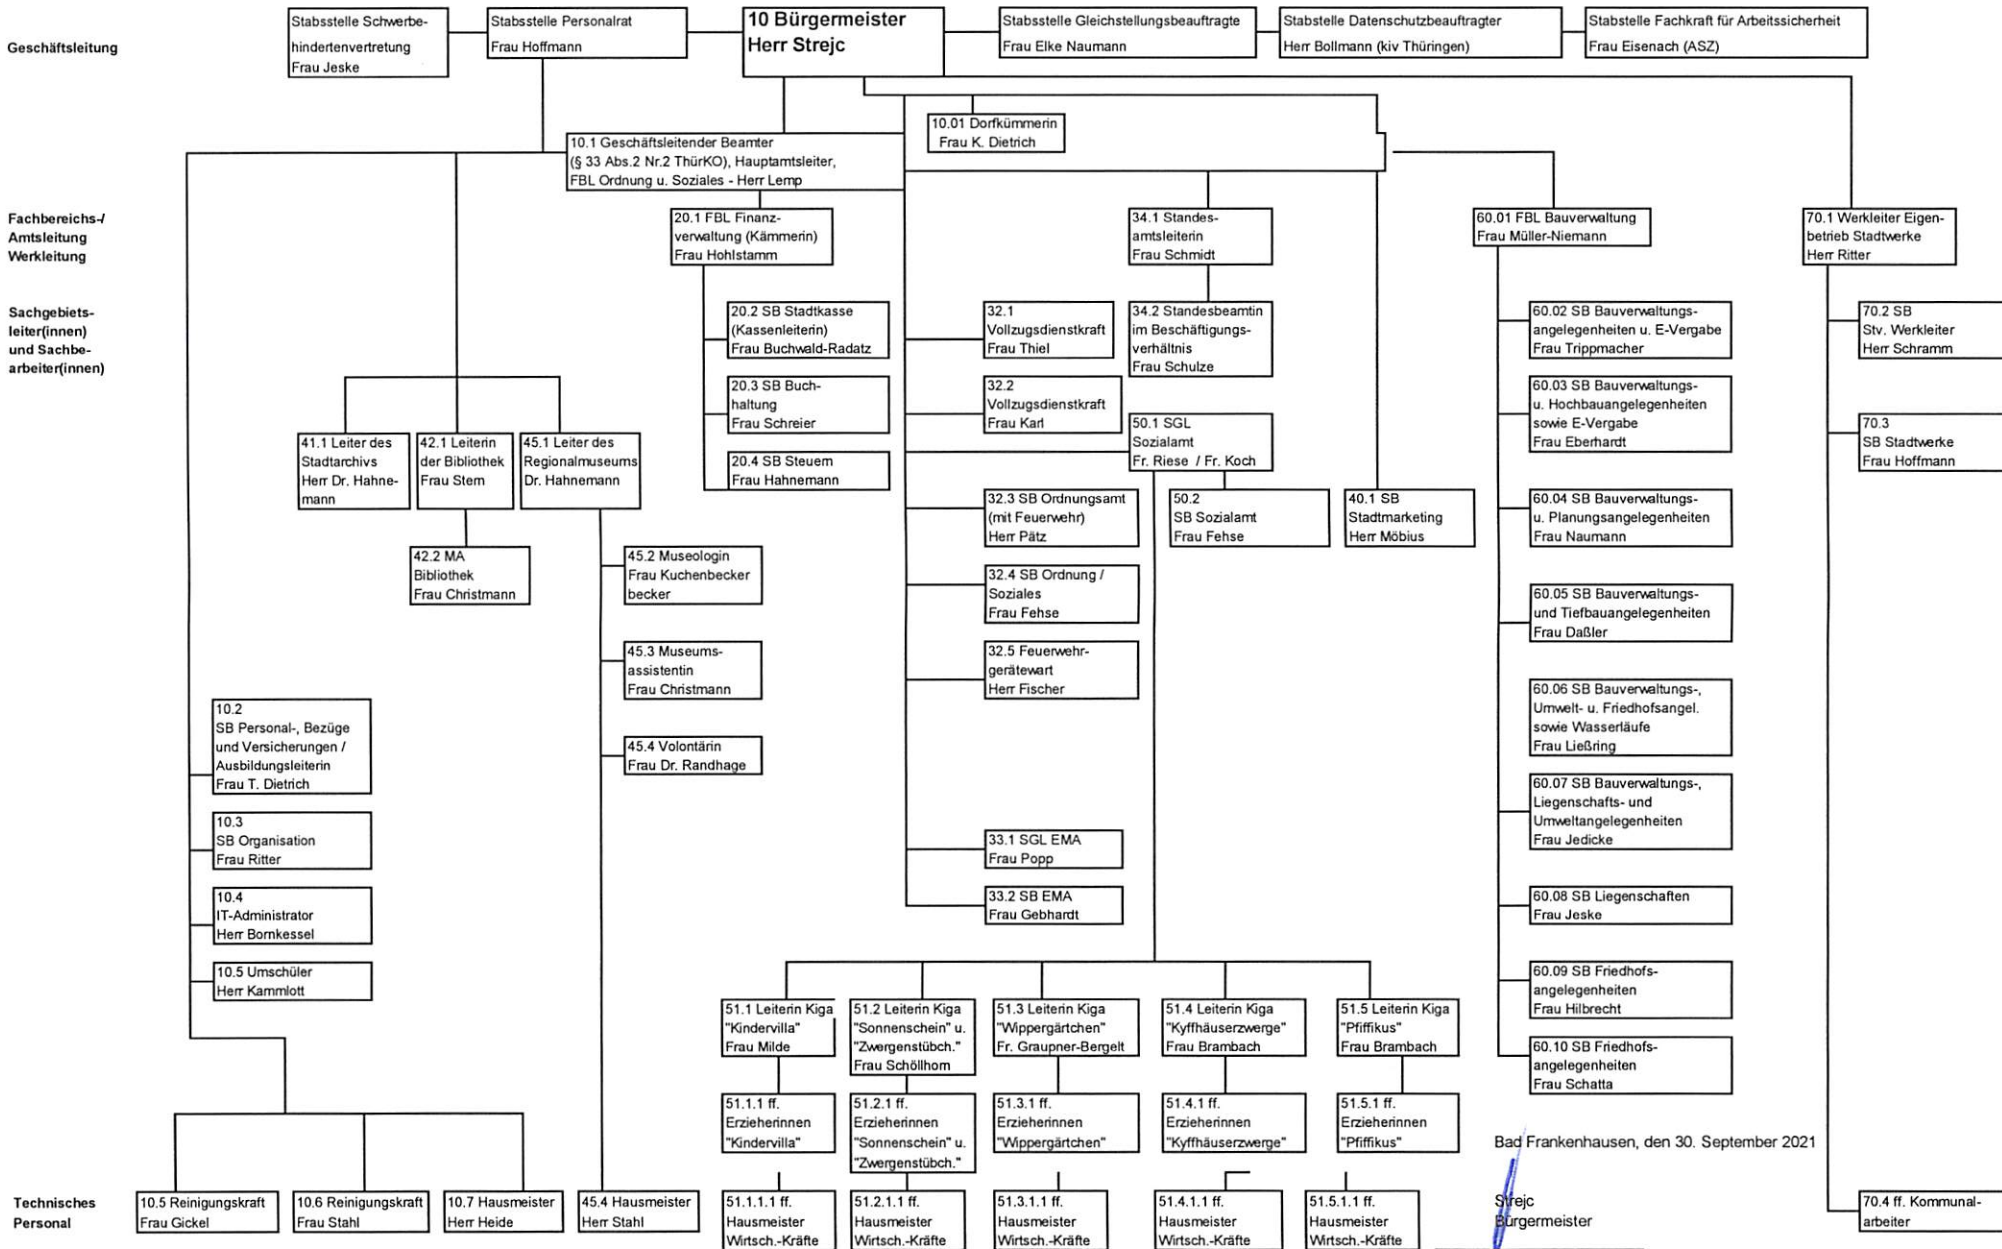 Geschäftsleitung
Stabsstelle Schwerbe-
hindertenvertretung
Frau Jeske
Stabsstelle Personalrat
Frau Hoffmann
10 Bürgermeister
Herr Strejc
Stabsstelle Gleichstellungsbeauftragte
Frau Elke Naumann
Stabstelle Datenschutzbeauftragter
Herr Bollmann (kiv Thüringen)
Stabstelle Fachkraft für Arbeitssicherheit
Frau Eisenach (ASZ)
10.01 Dorfkümmerin
Frau K. Dietrich
10.1 Geschäftsleitender Beamter
(§ 33 Abs.2 Nr.2 ThürKO), Hauptamtsleiter,
FBL Ordnung u. Soziales - Herr Lemp
Fachbereichs-/
Amtsleitung
Werkleitung
20.1 FBL Finanz-
verwaltung (Kämmerin)
Frau Hohlstamm
34.1 Standes-
amtsleiterin
Frau Schmidt
60.01 FBL Bauverwaltung
Frau Müller-Niemann
70.1 Werkleiter Eigen-
betrieb Stadtwerke
Herr Ritter
Sachgebiets-
leiter(innen)
und Sachbe-
arbeiter(innen)
20.2 SB Stadtkasse
(Kassenleiterin)
Frau Buchwald-Radatz
32.1
Vollzugsdienstkraft
Frau Thiel
34.2 Standesbeamtin
im Beschäftigungs-
verhältnis
Frau Schulze
60.02 SB Bauverwaltungs-
angelegenheiten u. E-Vergabe
Frau Trippmacher
70.2 SB
Stv. Werkleiter
Herr Schramm
20.3 SB Buch-
haltung
Frau Schreier
32.2
Vollzugsdienstkraft
Frau Karl
60.03 SB Bauverwaltungs-
u. Hochbauangelegenheiten
sowie E-Vergabe
Frau Eberhardt
41.1 Leiter des
Stadtarchivs
Herr Dr. Hahne-
mann
42.1 Leiterin
der Bibliothek
Frau Stern
45.1 Leiter des
Regionalmuseums
Dr. Hahnemann
20.4 SB Steuern
Frau Hahnemann
50.1 SGL
Sozialamt
Fr. Riese / Fr. Koch
70.3
SB Stadtwerke
Frau Hoffmann
32.3 SB Ordnungsamt
(mit Feuerwehr)
Herr Pätz
50.2
SB Sozialamt
Frau Fehse
40.1 SB
Stadtmarketing
Herr Möbius
60.04 SB Bauverwaltungs-
u. Planungsangelegenheiten
Frau Naumann
42.2 MA
Bibliothek
Frau Christmann
45.2 Museologin
Frau Kuchenbecker
becker
32.4 SB Ordnung /
Soziales
Frau Fehse
60.05 SB Bauverwaltungs-
und Tiefbauangelegenheiten
Frau Daßler
45.3 Museums-
assistentin
Frau Christmann
32.5 Feuerwehr-
gerätewart
Herr Fischer
60.06 SB Bauverwaltungs-,
Umwelt- u. Friedhofsangel.
sowie Wasserläufe
Frau Ließring
10.2
SB Personal-, Bezüge
und Versicherungen /
Ausbildungsleiterin
Frau T. Dietrich
45.4 Volontärin
Frau Dr. Randhage
60.07 SB Bauverwaltungs-,
Liegenschafts- und
Umweltangelegenheiten
Frau Jedicke
10.3
SB Organisation
Frau Ritter
33.1 SGL EMA
Frau Popp
10.4
IT-Administrator
Herr Bornkessel
33.2 SB EMA
Frau Gebhardt
60.08 SB Liegenschaften
Frau Jeske
10.5 Umschüler
Herr Kammlott
60.09 SB Friedhofs-
angelegenheiten
Frau Hilbrecht
51.1 Leiterin Kiga
"Kindervilla"
Frau Milde
51.2 Leiterin Kiga
"Sonnenschein" u.
"Zwergenstübch."
Frau Schöllhorn
51.3 Leiterin Kiga
"Wippergärtchen"
Fr. Graupner-Bergelt
51.4 Leiterin Kiga
"Kyffhäuserzwerge"
Frau Brambach
51.5 Leiterin Kiga
"Pfiffikus"
Frau Brambach
60.10 SB Friedhofs-
angelegenheiten
Frau Schatta
51.1.1 ff.
Erzieherinnen
"Kindervilla"
51.2.1 ff.
Erzieherinnen
"Sonnenschein" u.
"Zwergenstübch."
51.3.1 ff.
Erzieherinnen
"Wippergärtchen"
51.4.1 ff.
Erzieherinnen
"Kyffhäuserzwerge"
51.5.1 ff.
Erzieherinnen
"Pfiffikus"
Bad Frankenhausen, den 30. September 2021
Technisches
Personal
10.5 Reinigungskraft
Frau Gickel
10.6 Reinigungskraft
Frau Stahl
10.7 Hausmeister
Herr Heide
45.4 Hausmeister
Herr Stahl
51.1.1.1 ff.
Hausmeister
Wirtsch.-Kräfte
51.2.1.1 ff.
Hausmeister
Wirtsch.-Kräfte
51.3.1.1 ff.
Hausmeister
Wirtsch.-Kräfte
51.4.1.1 ff.
Hausmeister
Wirtsch.-Kräfte
51.5.1.1 ff.
Hausmeister
Wirtsch.-Kräfte
Strejc
Bürgermeister
70.4 ff. Kommunal-
arbeiter